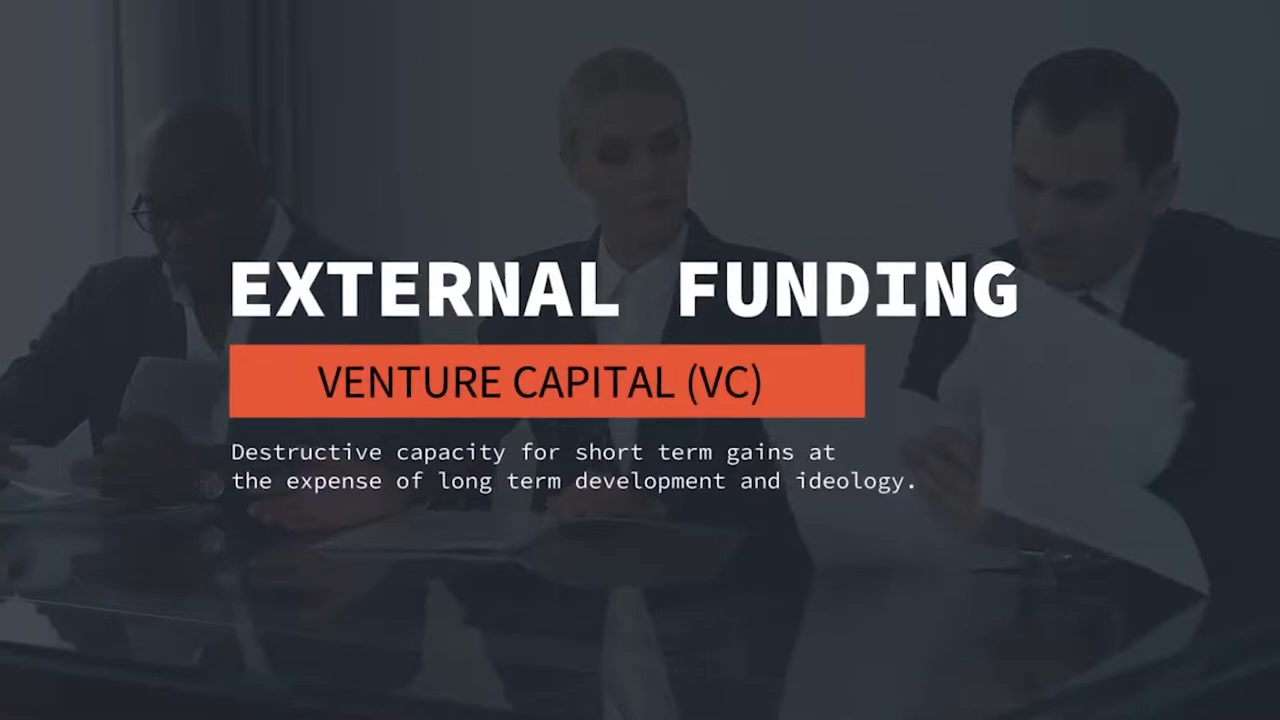 EXTERNAL FUNDING
VENTURE CAPITAL (VC)
Destructive capacity for short term gains at
the expense of long term development and ideology.